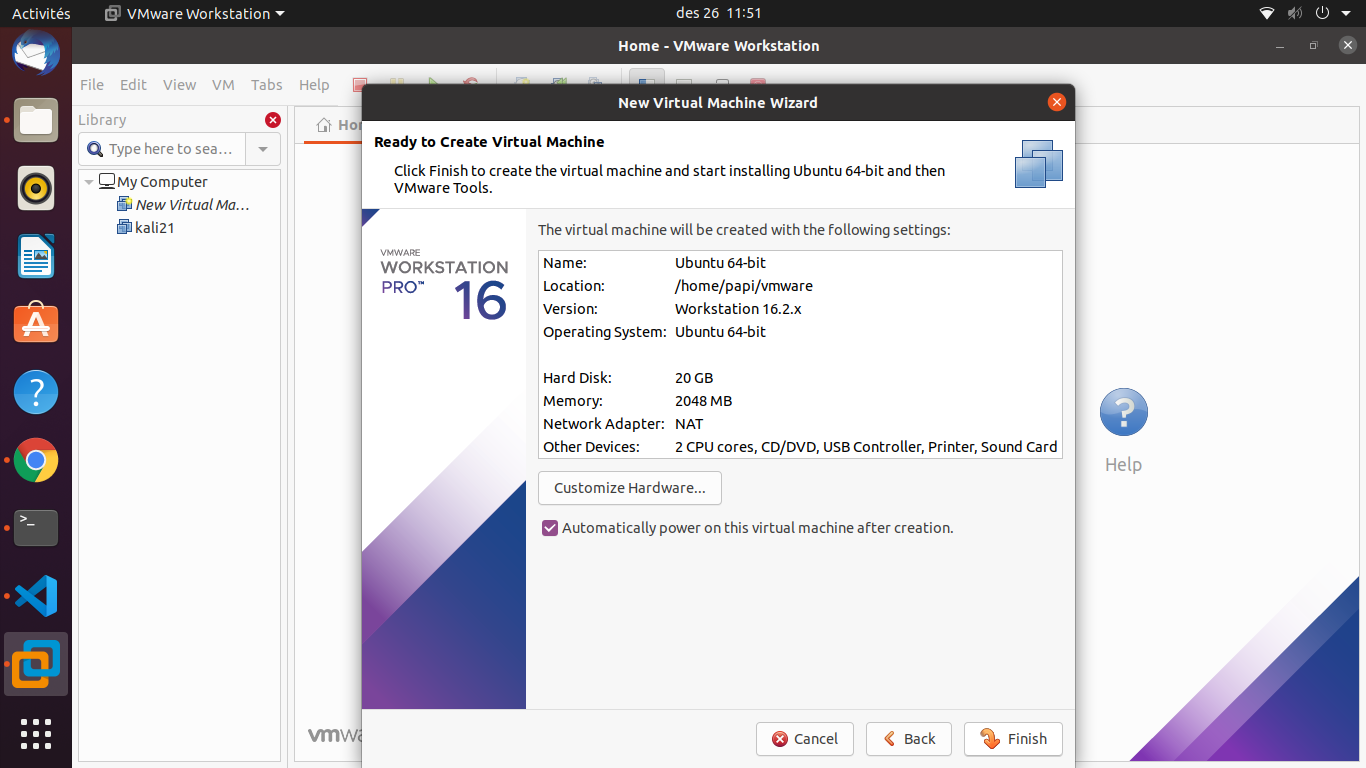 Activités VMware Workstation des 26 11:51
Home - VMware Workstation
File Edit View VM Tabs Help
New Virtual Machine Wizard
Library
Type here to sea...
My Computer
New Virtual Ma...
kali21
Ready to Create Virtual Machine
Click Finish to create the virtual machine and start installing Ubuntu 64-bit and then
VMware Tools.
VMWARE
WORKSTATION
PRO™ 16
The virtual machine will be created with the following settings:
Name: Ubuntu 64-bit
Location: /home/papi/vmware
Version: Workstation 16.2.x
Operating System: Ubuntu 64-bit
Hard Disk: 20 GB
Memory: 2048 MB
Network Adapter: NAT
Other Devices: 2 CPU cores, CD/DVD, USB Controller, Printer, Sound Card
Customize Hardware...
Automatically power on this virtual machine after creation.
Help
Cancel Back Finish